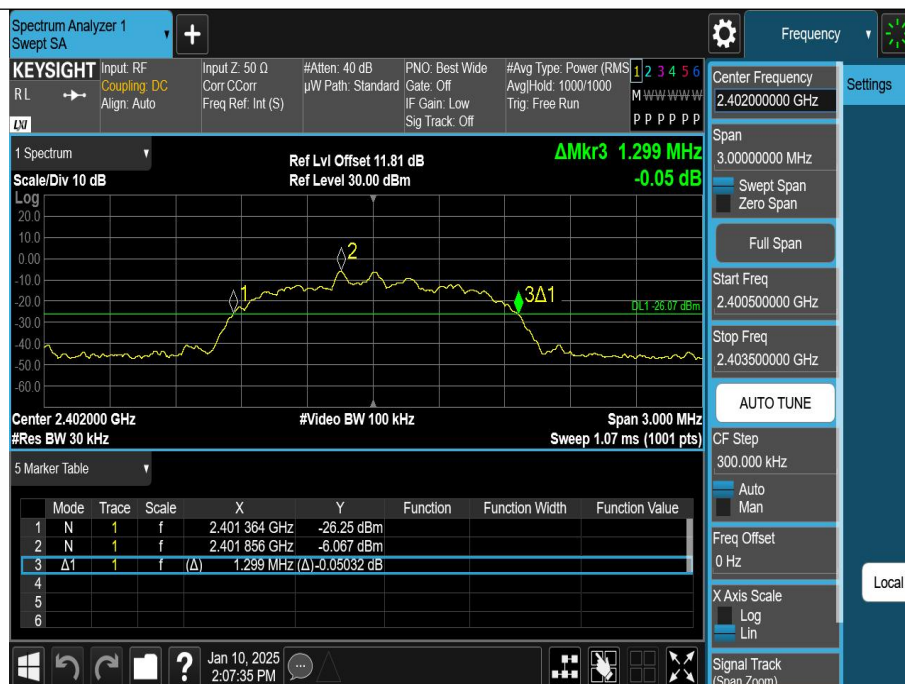 Spectrum Analyzer 1
Swept SA
Frequency
KEYSIGHT
RL
LXI
Input: RF
Coupling: DC
Align: Auto
Input Z: 50 Ω
Corr CCorr
Freq Ref: Int (S)
#Atten: 40 dB
µW Path: Standard
PNO: Best Wide
Gate: Off
IF Gain: Low
Sig Track: Off
#Avg Type: Power (RMS
Avg|Hold: 1000/1000
Trig: Free Run
1 2 3 4 5 6
M W W W W W
P P P P P P
1 Spectrum
Scale/Div 10 dB
Ref Lvl Offset 11.81 dB
Ref Level 30.00 dBm
ΔMkr3 1.299 MHz
-0.05 dB
Log
20.0
10.0
0.00
-10.0
-20.0
-30.0
-40.0
-50.0
-60.0
1
2
3Δ1
DL1 -26.07 dBm
Center 2.402000 GHz
#Video BW 100 kHz
Span 3.000 MHz
#Res BW 30 kHz
Sweep 1.07 ms (1001 pts)
5 Marker Table
Mode Trace Scale X Y Function Function Width Function Value
1 N 1 f 2.401 364 GHz -26.25 dBm
2 N 1 f 2.401 856 GHz -6.067 dBm
3 Δ1 1 f (Δ) 1.299 MHz (Δ) -0.05032 dB
4
5
6
Jan 10, 2025
2:07:35 PM
Center Frequency
2.402000000 GHz
Settings
Span
3.00000000 MHz
Swept Span
Zero Span
Full Span
Start Freq
2.400500000 GHz
Stop Freq
2.403500000 GHz
AUTO TUNE
CF Step
300.000 kHz
Auto
Man
Freq Offset
0 Hz
Local
X Axis Scale
Log
Lin
Signal Track
(Span Zoom)